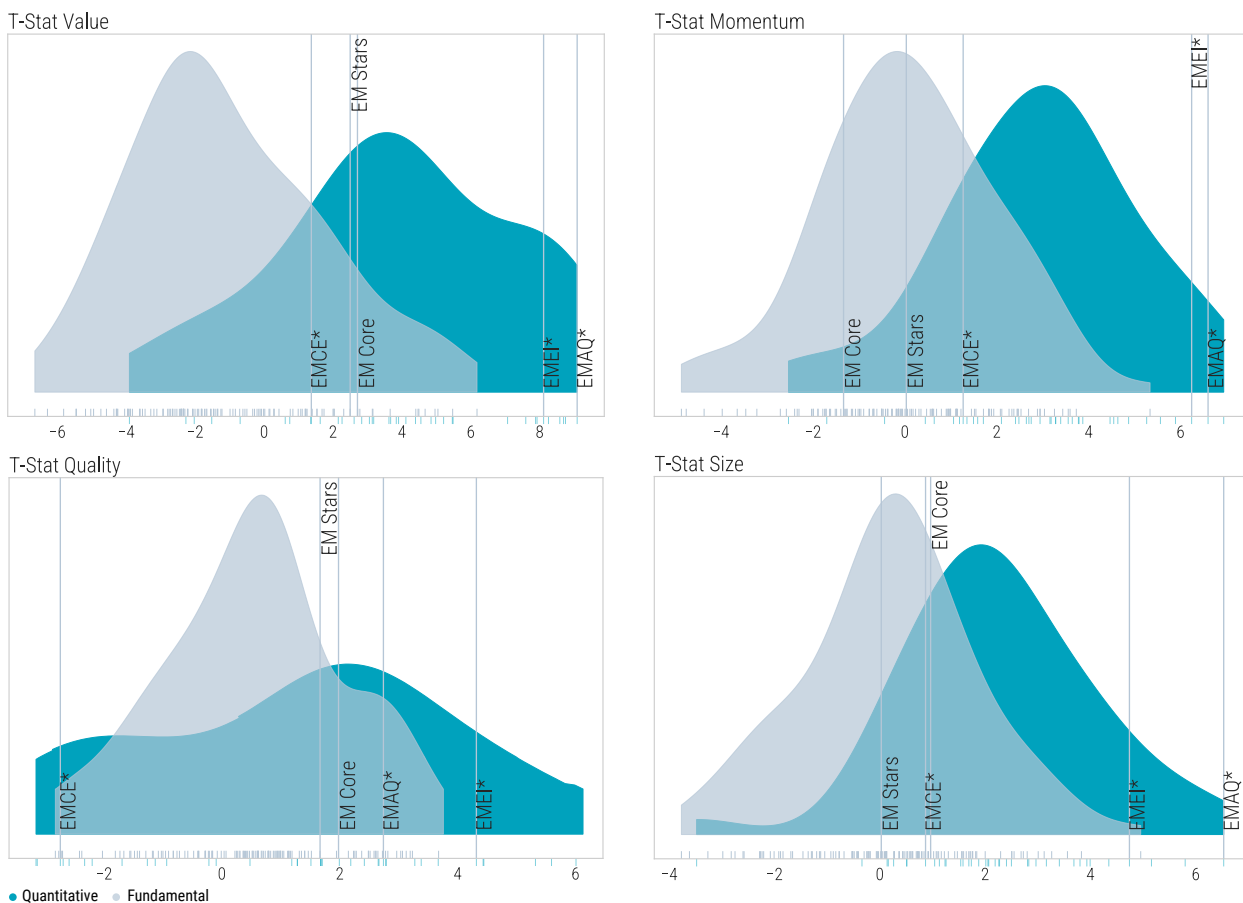 T-Stat Value
EM Stars
EMCE*
EM Core
EMEI*
EMAQ*
−6 −4 −2 0 2 4 6 8
T-Stat Momentum
EMEI*
EM Core
EM Stars
EMCE*
EMAQ*
−4 −2 0 2 4 6
T-Stat Quality
EM Stars
EMCE*
EM Core
EMAQ*
EMEI*
−2 0 2 4 6
T-Stat Size
EM Core
EM Stars
EMCE*
EMEI*
EMAQ*
−4 −2 0 2 4 6
Quantitative Fundamental